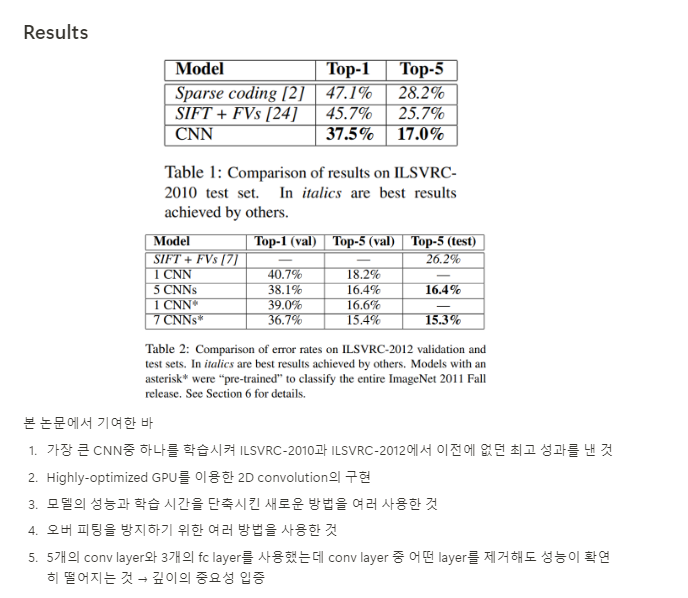 Results
Model Top-1 Top-5
Sparse coding [2] 47.1% 28.2%
SIFT + FVs [24] 45.7% 25.7%
CNN 37.5% 17.0%
Table 1: Comparison of results on ILSVRC-
2010 test set. In italics are best results
achieved by others.
Model Top-1 (val) Top-5 (val) Top-5 (test)
SIFT + FVs [7] — — 26.2%
1 CNN 40.7% 18.2% —
5 CNNs 38.1% 16.4% 16.4%
1 CNN* 39.0% 16.6% —
7 CNNs* 36.7% 15.4% 15.3%
Table 2: Comparison of error rates on ILSVRC-2012 validation and
test sets. In italics are best results achieved by others. Models with an
asterisk* were “pre-trained” to classify the entire ImageNet 2011 Fall
release. See Section 6 for details.
본 논문에서 기여한 바
1. 가장 큰 CNN중 하나를 학습시켜 ILSVRC-2010과 ILSVRC-2012에서 이전에 없던 최고 성과를 낸 것
2. Highly-optimized GPU를 이용한 2D convolution의 구현
3. 모델의 성능과 학습 시간을 단축시킨 새로운 방법을 여러 사용한 것
4. 오버 피팅을 방지하기 위한 여러 방법을 사용한 것
5. 5개의 conv layer와 3개의 fc layer를 사용했는데 conv layer 중 어떤 layer를 제거해도 성능이 확연
히 떨어지는 것 → 깊이의 중요성 입증